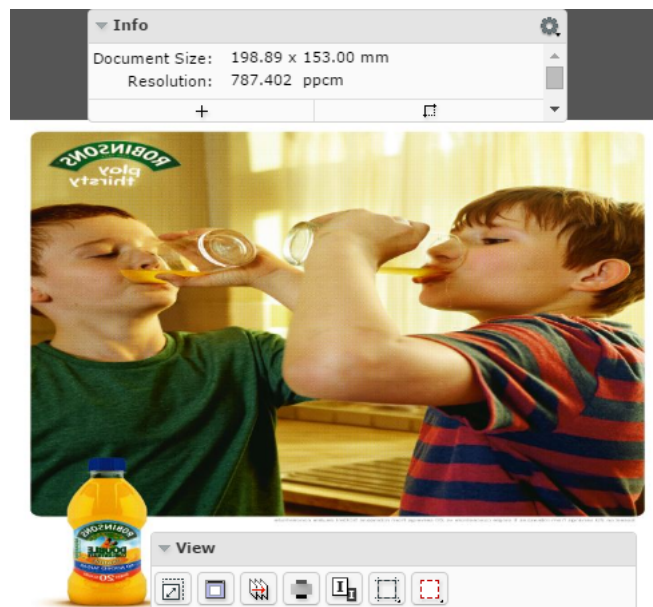 Info
Document Size: 198.89 x 153.00 mm
Resolution: 787.402 ppcm
ROBINSONS
play
thirsty
ROBINSONS
DOUBLE
View